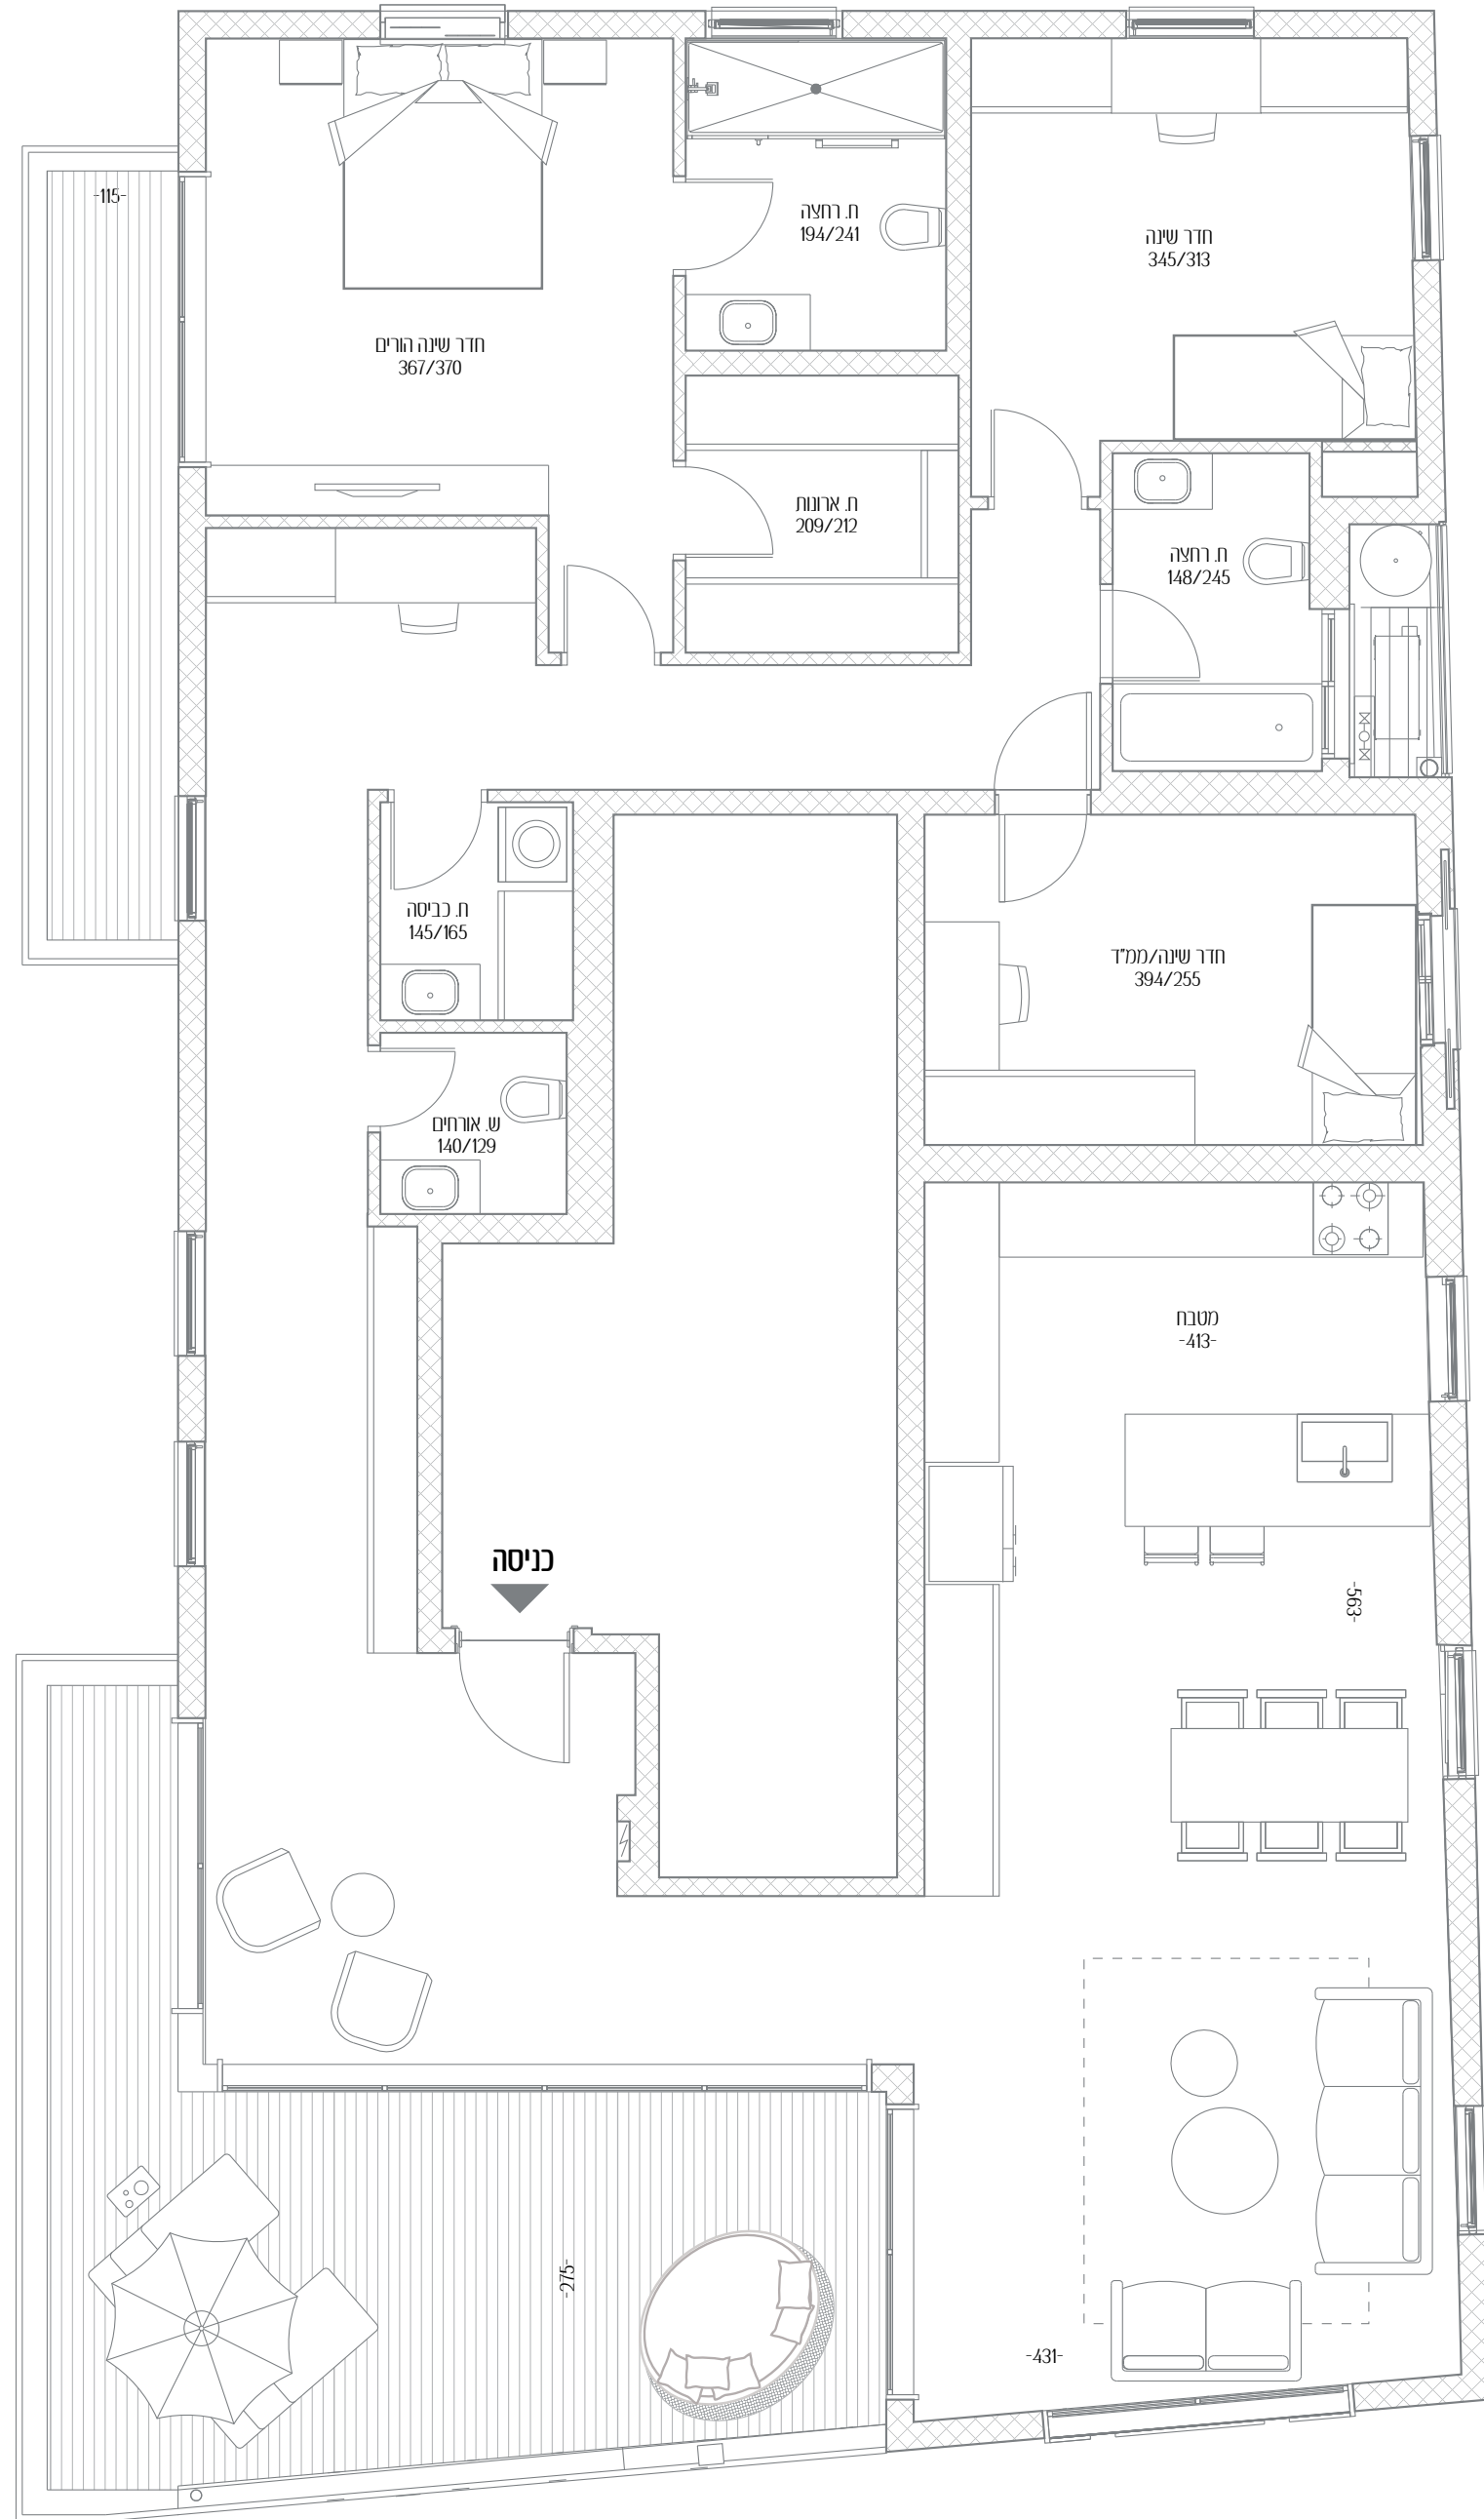 -115-
ח. רחצה
194/241
חדר שינה
345/313
חדר שינה הורים
367/370
ח. ארונות
209/212
ח. רחצה
148/245
ח. כביסה
145/165
חדר שינה/ממ"ד
394/255
ש. אורחים
140/129
מטבח
-413-
כניסה
-563-
-275-
-431-